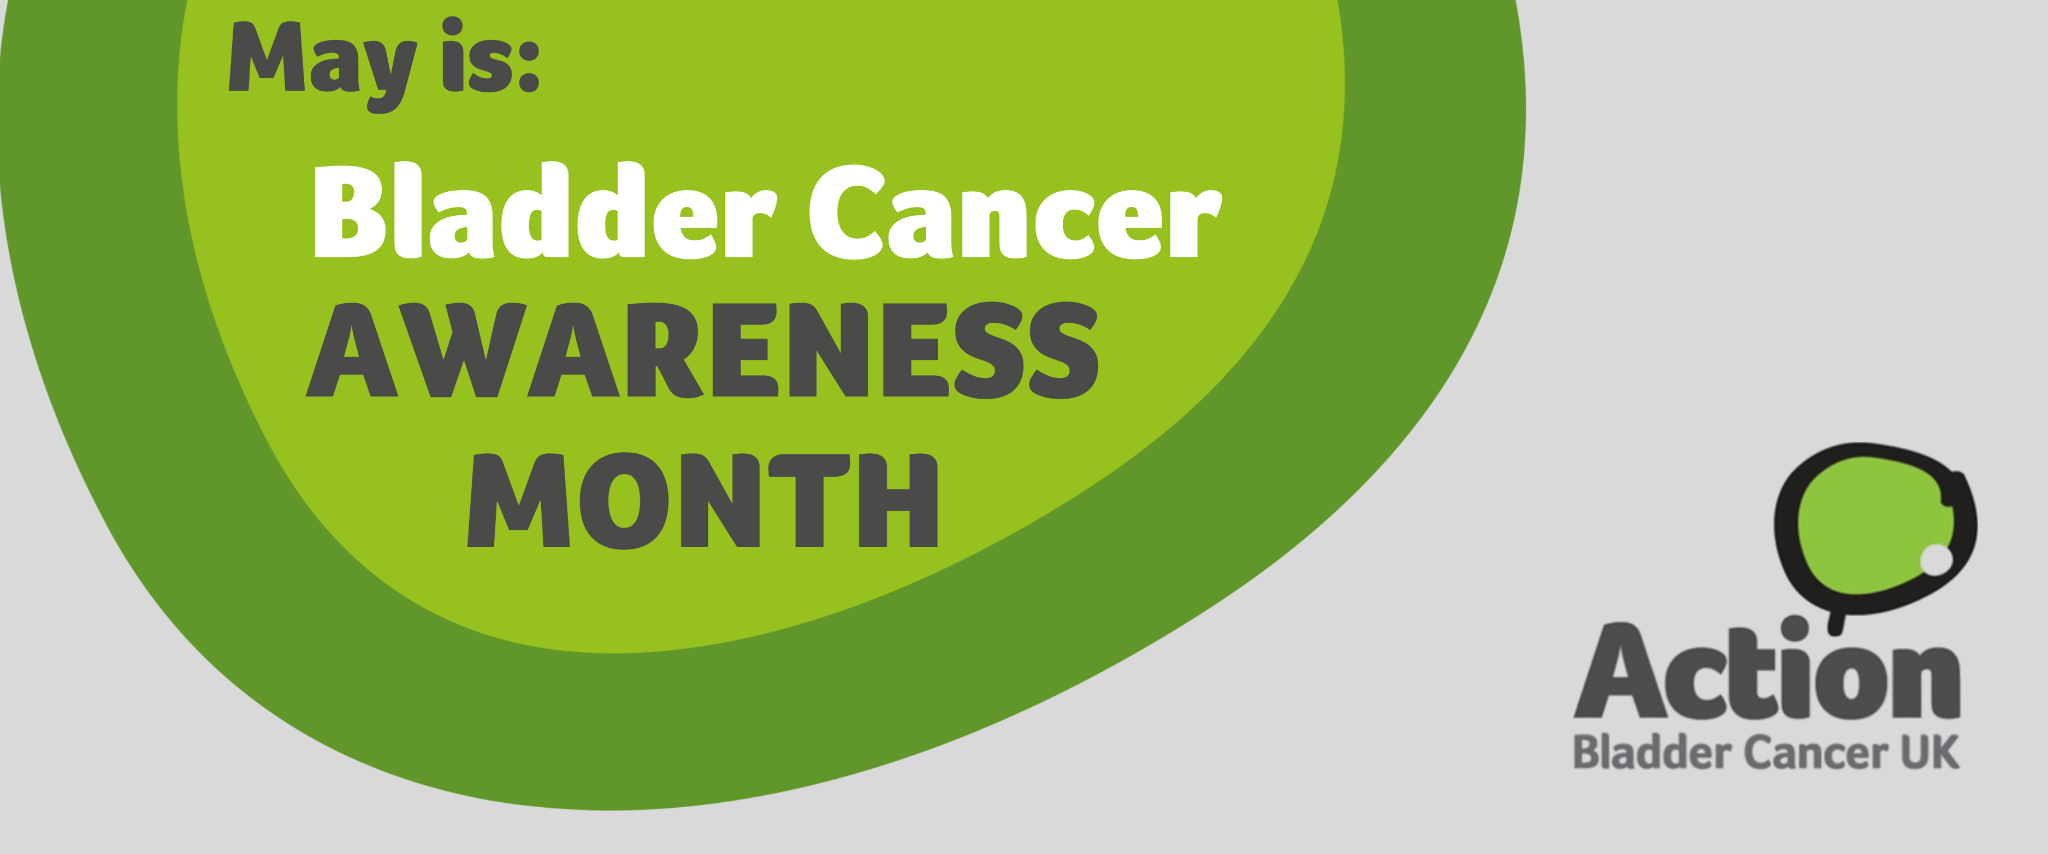 May is:
Bladder Cancer
AWARENESS
MONTH
Action
Bladder Cancer UK